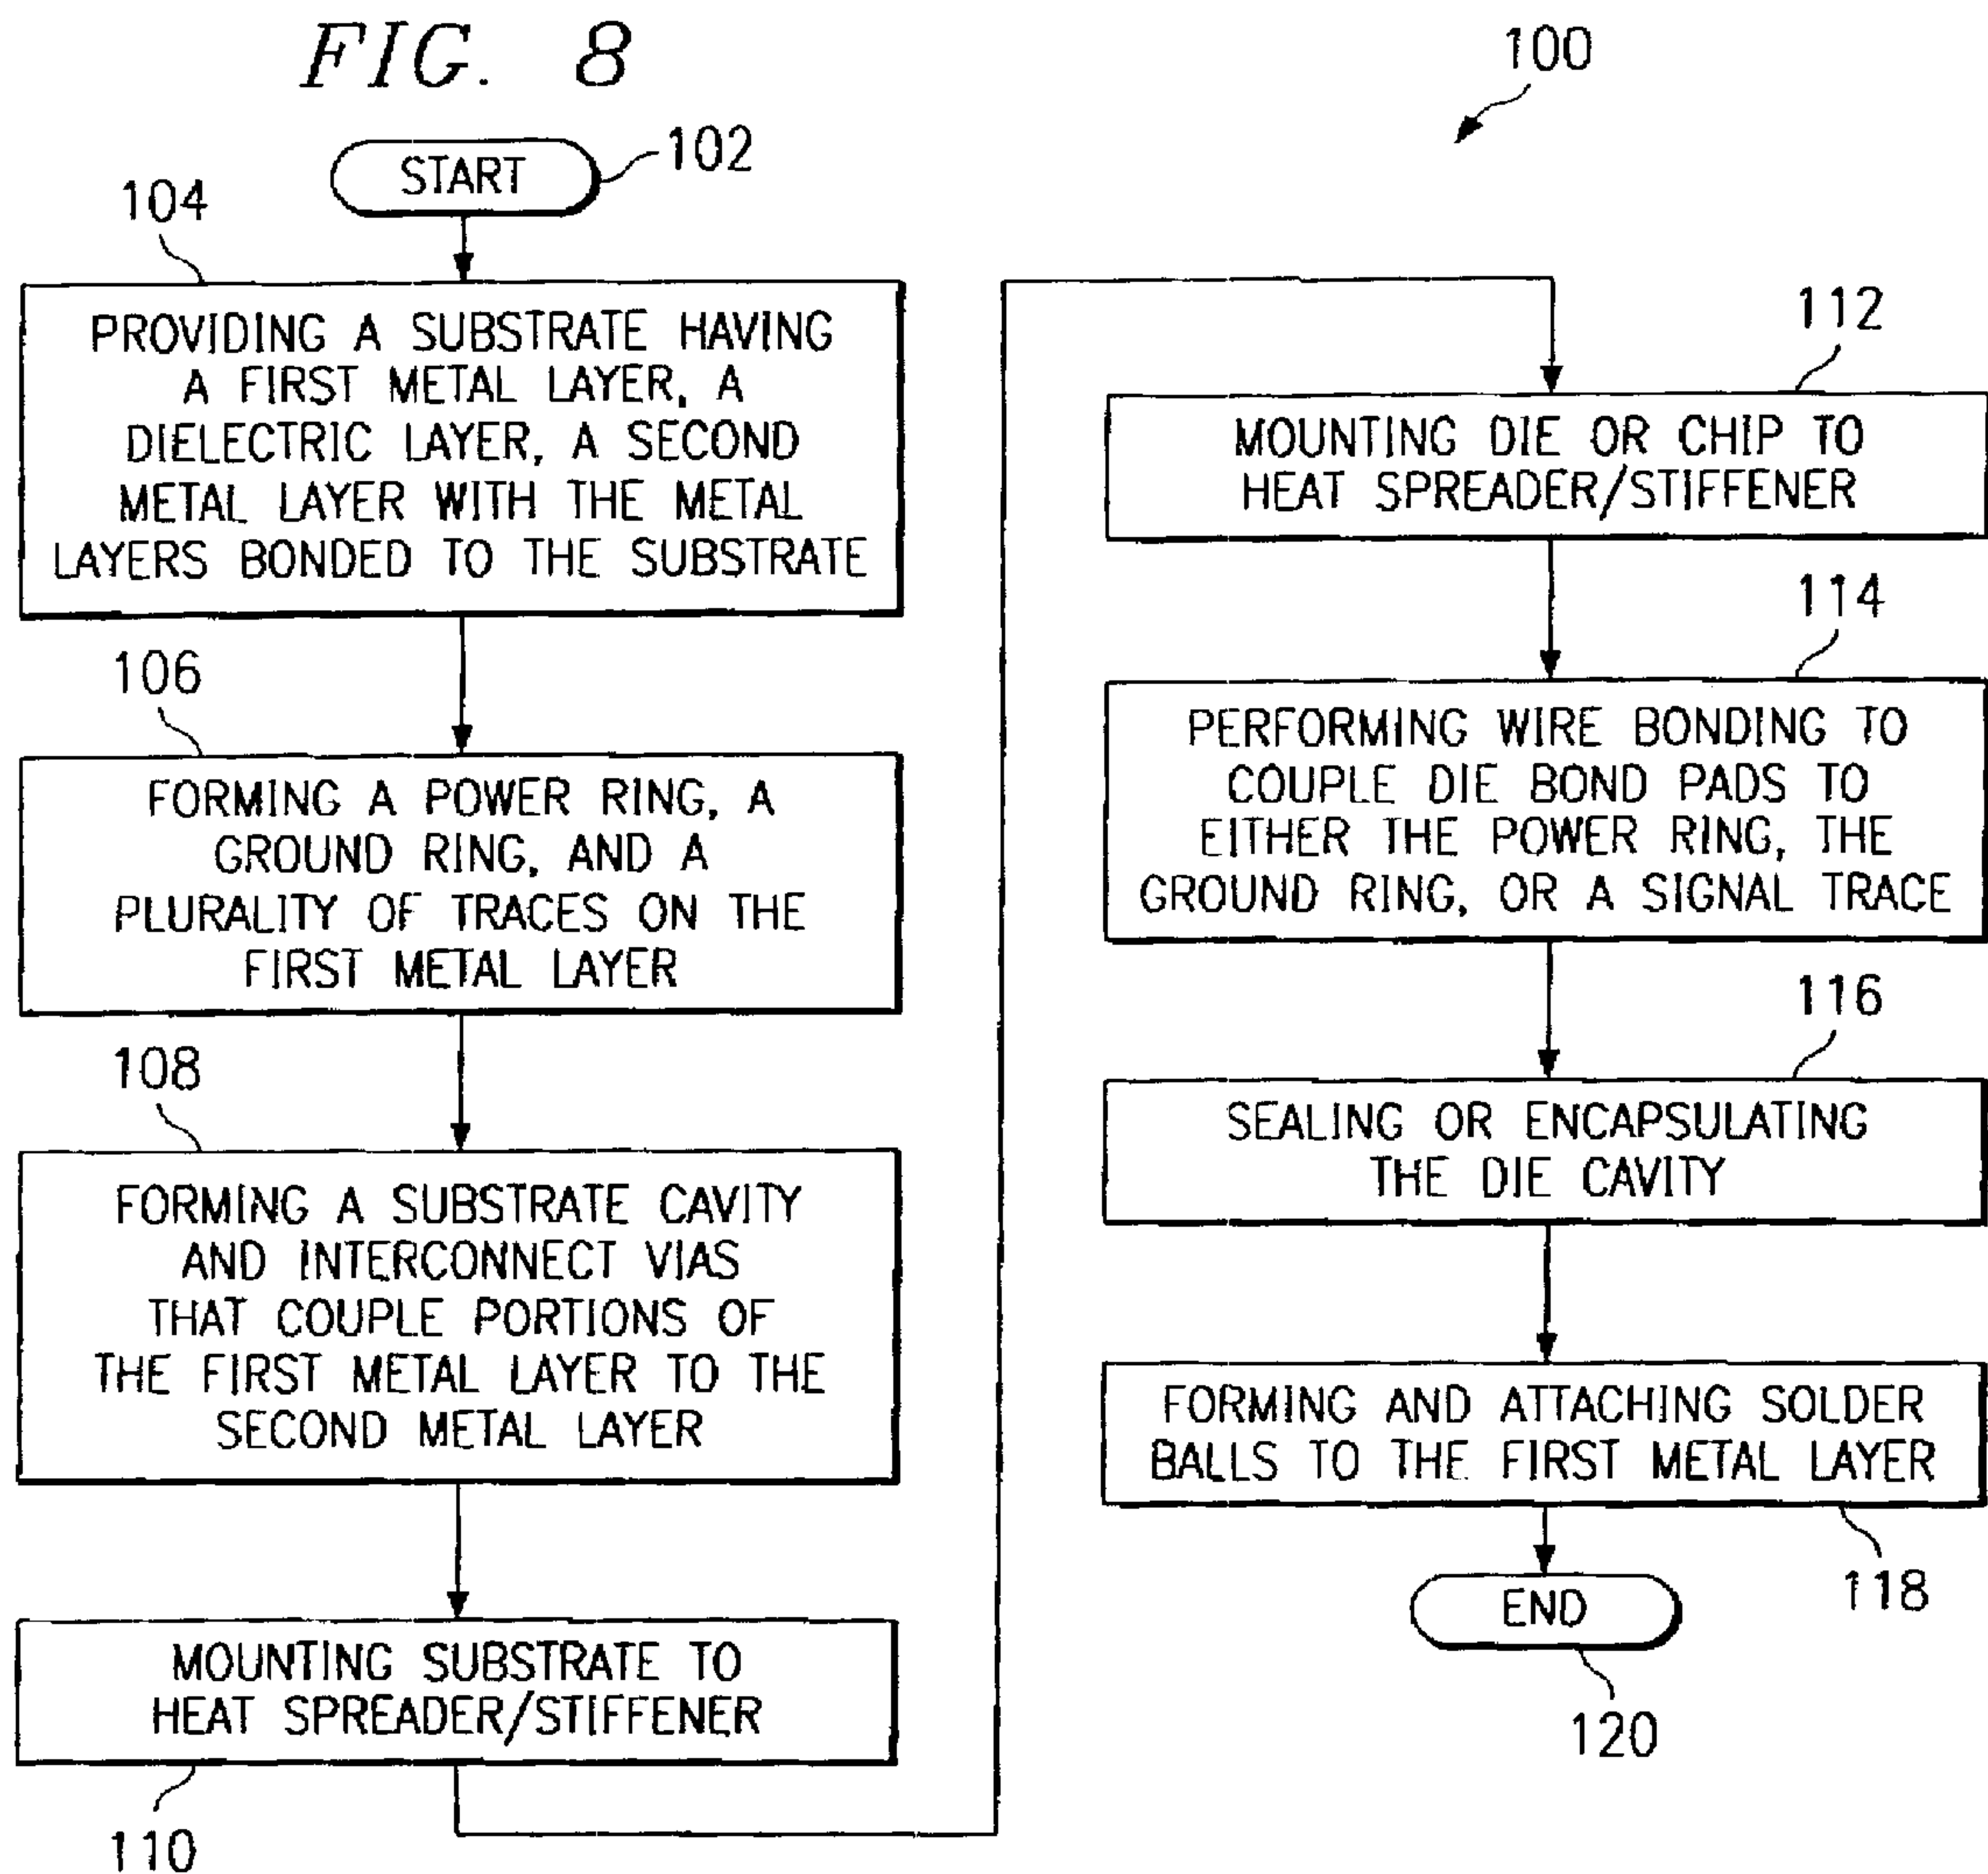 FIG. 8
100
START
102
104
PROVIDING A SUBSTRATE HAVING
A FIRST METAL LAYER, A
DIELECTRIC LAYER, A SECOND
METAL LAYER WITH THE METAL
LAYERS BONDED TO THE SUBSTRATE
106
FORMING A POWER RING, A
GROUND RING, AND A
PLURALITY OF TRACES ON THE
FIRST METAL LAYER
108
FORMING A SUBSTRATE CAVITY
AND INTERCONNECT VIAS
THAT COUPLE PORTIONS OF
THE FIRST METAL LAYER TO THE
SECOND METAL LAYER
MOUNTING SUBSTRATE TO
HEAT SPREADER/STIFFENER
110
112
MOUNTING DIE OR CHIP TO
HEAT SPREADER/STIFFENER
114
PERFORMING WIRE BONDING TO
COUPLE DIE BOND PADS TO
EITHER THE POWER RING, THE
GROUND RING, OR A SIGNAL TRACE
116
SEALING OR ENCAPSULATING
THE DIE CAVITY
FORMING AND ATTACHING SOLDER
BALLS TO THE FIRST METAL LAYER
118
END
120